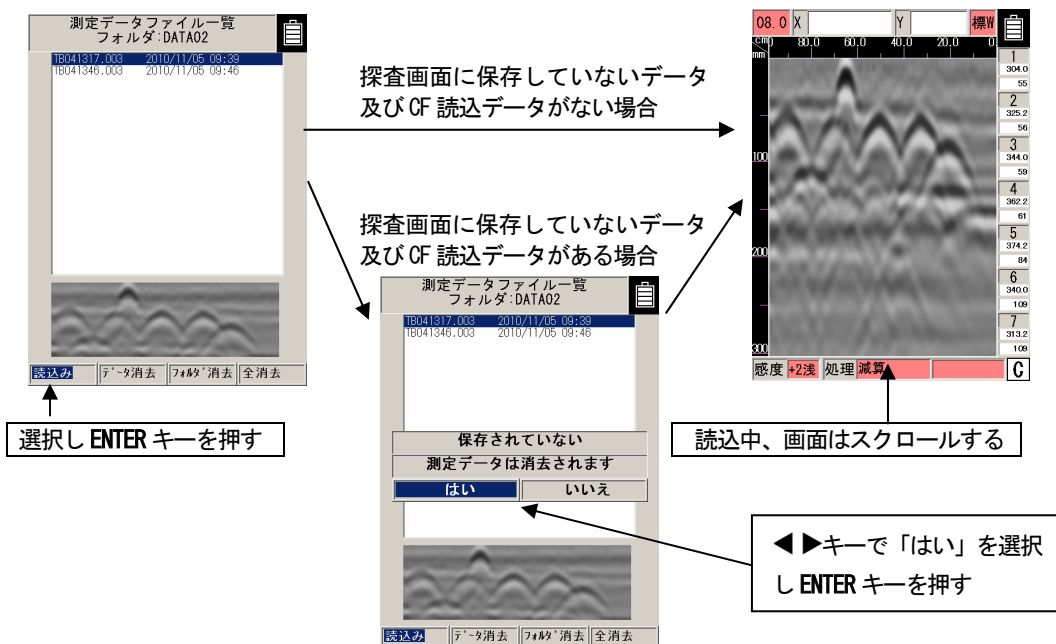 測定データファイル一覧
フォルダ:DATA02
TB041317.003 2010/11/05 09:39
TB041346.003 2010/11/05 09:46
読込み データ消去 フォルダ消去 全消去
選択し ENTER キーを押す
探査画面に保存していないデータ
及び CF 読込データがない場合
探査画面に保存していないデータ
及び CF 読込データがある場合
測定データファイル一覧
フォルダ:DATA02
TB041317.003 2010/11/05 09:39
TB041346.003 2010/11/05 09:46
保存されていない
測定データは消去されます
はい いいえ
読込み データ消去 フォルダ消去 全消去
08.0 X Y 標W
cm 80.0 60.0 40.0 20.0 0.
mm
100
200
300
1
304.0
55
2
325.2
56
3
344.0
59
4
362.2
61
5
374.2
84
6
340.0
109
7
313.2
109
感度 +2浅 処理 減算 C
読込中、画面はスクロールする
◀ ▶キーで「はい」を選択
し ENTER キーを押す